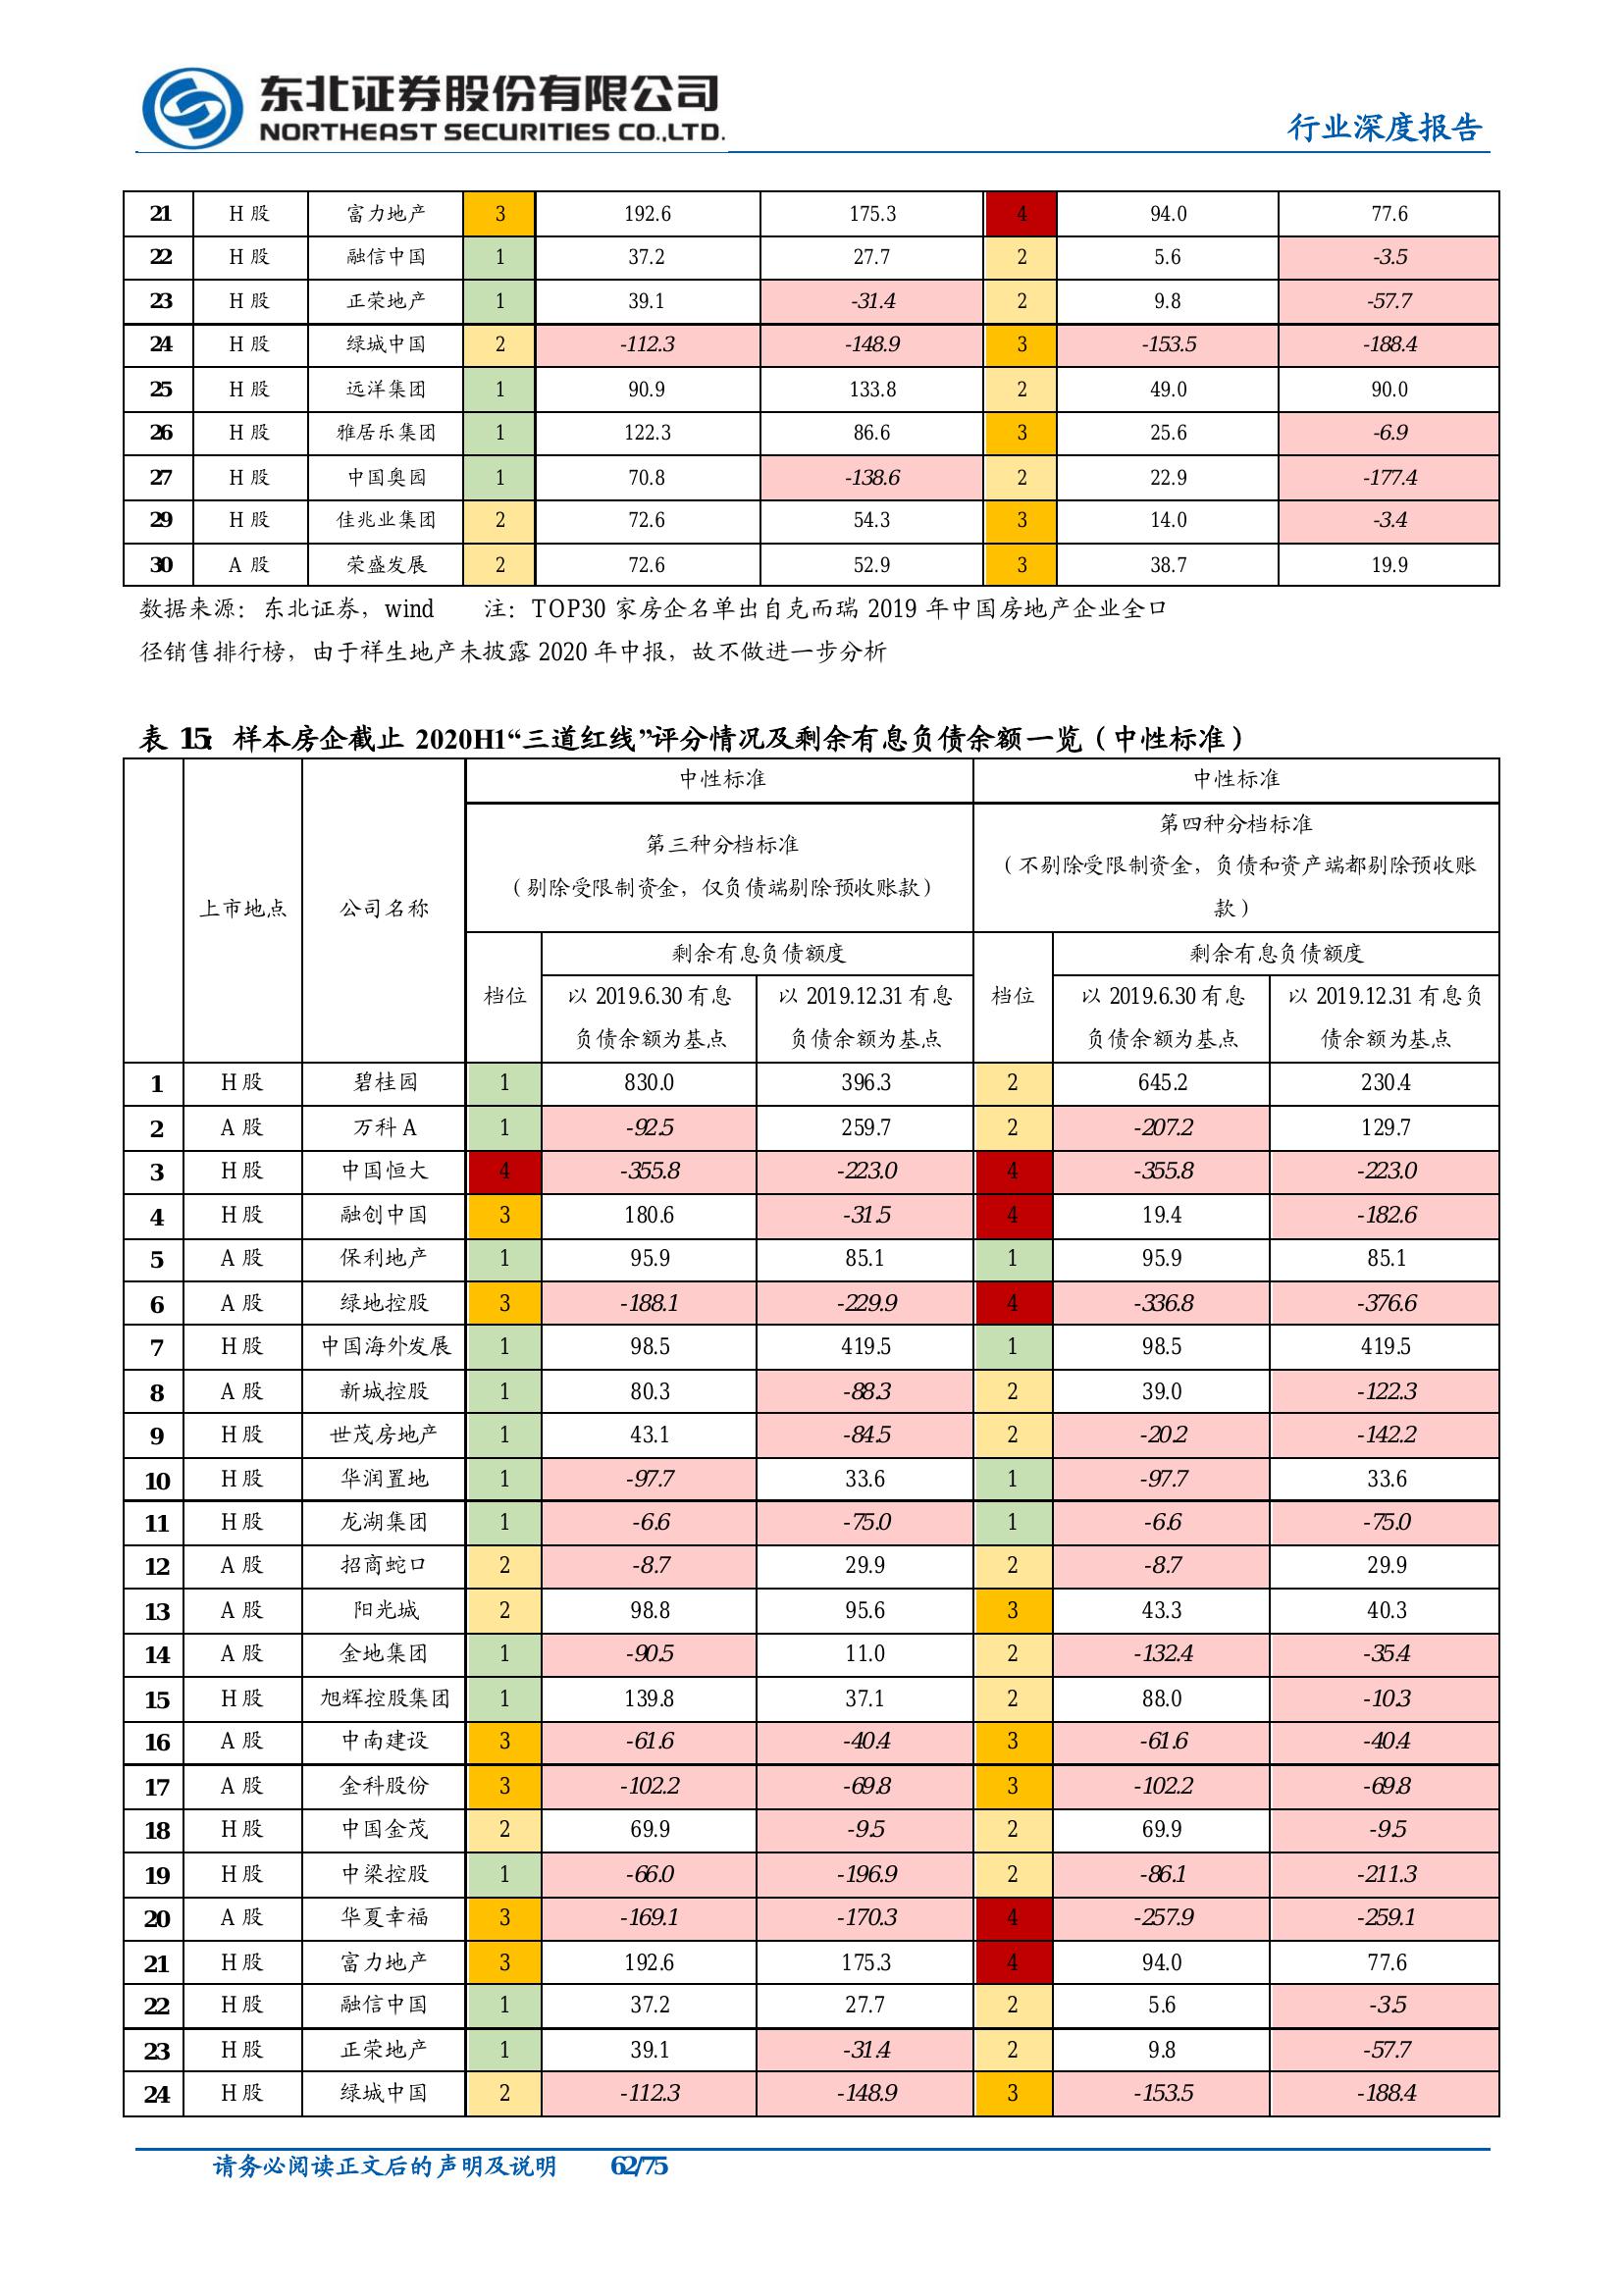 东北证券股份有限公司
NORTHEAST SECURITIES CO.,LTD.
行业深度报告
21 H 股 富力地产 3 192.6 175.3 4 94.0 77.6
22 H 股 融信中国 1 37.2 27.7 2 5.6 -3.5
23 H 股 正荣地产 1 39.1 -31.4 2 9.8 -57.7
24 H 股 绿城中国 2 -112.3 -148.9 3 -153.5 -188.4
25 H 股 远洋集团 1 90.9 133.8 2 49.0 90.0
26 H 股 雅居乐集团 1 122.3 86.6 3 25.6 -6.9
27 H 股 中国奥园 1 70.8 -138.6 2 22.9 -177.4
29 H 股 佳兆业集团 2 72.6 54.3 3 14.0 -3.4
30 A 股 荣盛发展 2 72.6 52.9 3 38.7 19.9
数据来源：东北证券，wind 注：TOP30 家房企名单出自克而瑞 2019 年中国房地产企业全口
径销售排行榜，由于祥生地产未披露 2020 年中报，故不做进一步分析
表 15：样本房企截止 2020H1“三道红线”评分情况及剩余有息负债余额一览（中性标准）
中性标准 中性标准
第三种分档标准 第四种分档标准
（剔除受限制资金，仅负债端剔除预收账款） （不剔除受限制资金，负债和资产端都剔除预收账
款）
上市地点 公司名称
剩余有息负债额度 剩余有息负债额度
档位 以 2019.6.30 有息 以 2019.12.31 有息 档位 以 2019.6.30 有息 以 2019.12.31 有息负
负债余额为基点 负债余额为基点 负债余额为基点 债余额为基点
1 H 股 碧桂园 1 830.0 396.3 2 645.2 230.4
2 A 股 万科 A 1 -92.5 259.7 2 -207.2 129.7
3 H 股 中国恒大 4 -355.8 -223.0 4 -355.8 -223.0
4 H 股 融创中国 3 180.6 -31.5 4 19.4 -182.6
5 A 股 保利地产 1 95.9 85.1 1 95.9 85.1
6 A 股 绿地控股 3 -188.1 -229.9 4 -336.8 -376.6
7 H 股 中国海外发展 1 98.5 419.5 1 98.5 419.5
8 A 股 新城控股 1 80.3 -88.3 2 39.0 -122.3
9 H 股 世茂房地产 1 43.1 -84.5 2 -20.2 -142.2
10 H 股 华润置地 1 -97.7 33.6 1 -97.7 33.6
11 H 股 龙湖集团 1 -6.6 -75.0 1 -6.6 -75.0
12 A 股 招商蛇口 2 -8.7 29.9 2 -8.7 29.9
13 A 股 阳光城 2 98.8 95.6 3 43.3 40.3
14 A 股 金地集团 1 -90.5 11.0 2 -132.4 -35.4
15 H 股 旭辉控股集团 1 139.8 37.1 2 88.0 -10.3
16 A 股 中南建设 3 -61.6 -40.4 3 -61.6 -40.4
17 A 股 金科股份 3 -102.2 -69.8 3 -102.2 -69.8
18 H 股 中国金茂 2 69.9 -9.5 2 69.9 -9.5
19 H 股 中梁控股 1 -66.0 -196.9 2 -86.1 -211.3
20 A 股 华夏幸福 3 -169.1 -170.3 4 -257.9 -259.1
21 H 股 富力地产 3 192.6 175.3 4 94.0 77.6
22 H 股 融信中国 1 37.2 27.7 2 5.6 -3.5
23 H 股 正荣地产 1 39.1 -31.4 2 9.8 -57.7
24 H 股 绿城中国 2 -112.3 -148.9 3 -153.5 -188.4
请务必阅读正文后的声明及说明 62/75